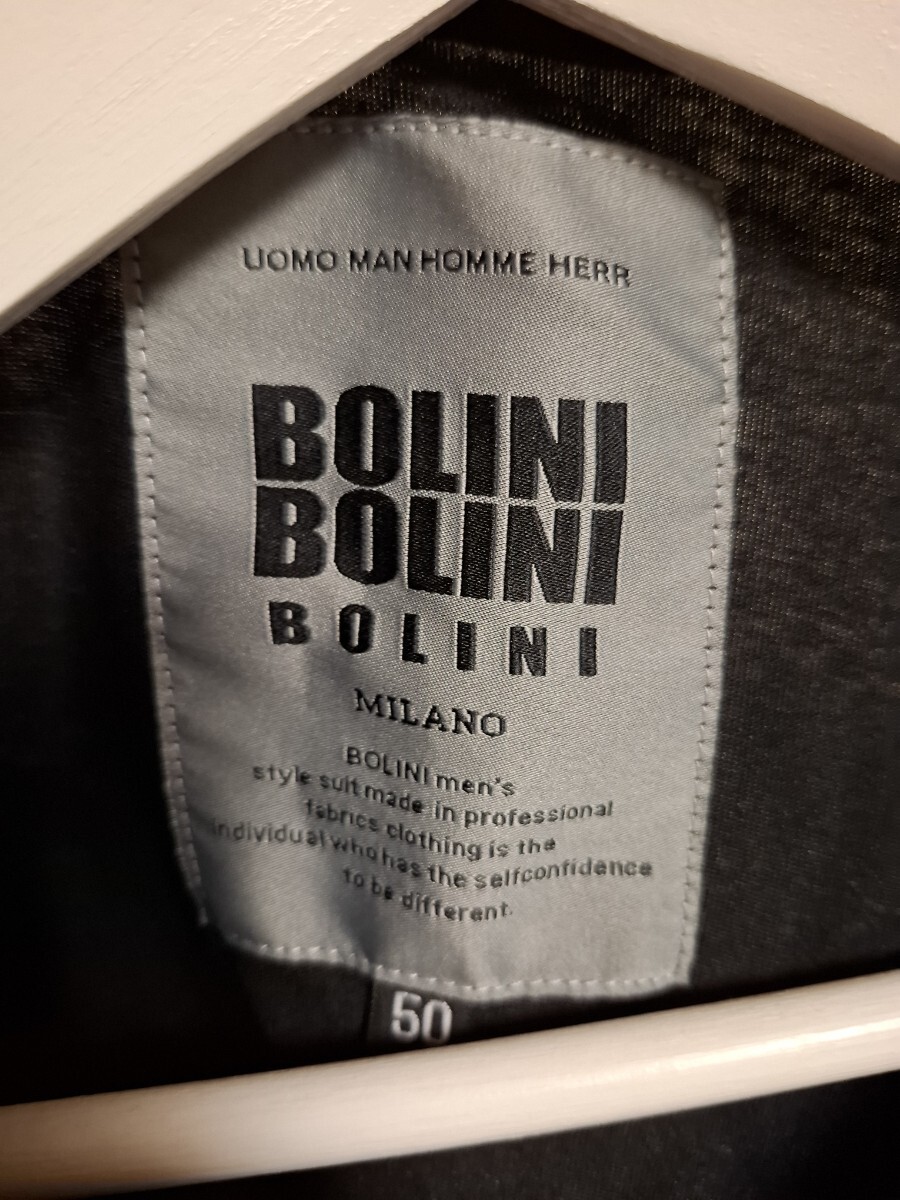 UOMO MAN HOMME HERR
BOLINI
BOLINI
BOLINI
MILANO
BOLINI men's
style suit made in professional
fabrics clothing is the
individual who has the selfconfidence
to be different.
50